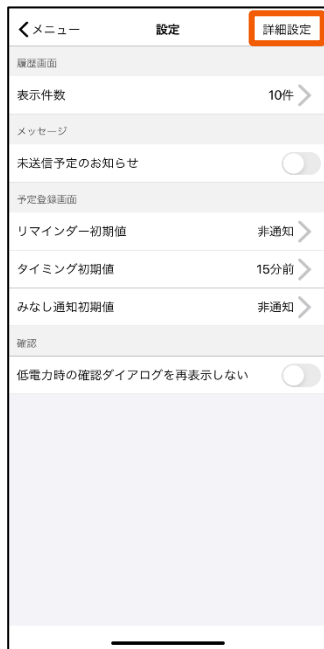 メニュー 設定 詳細設定
履歴画面
表示件数 10件
メッセージ
未送信予定のお知らせ
予定登録画面
リマインダー初期値 非通知
タイミング初期値 15分前
みなし通知初期値 非通知
確認
低電力時の確認ダイアログを再表示しない